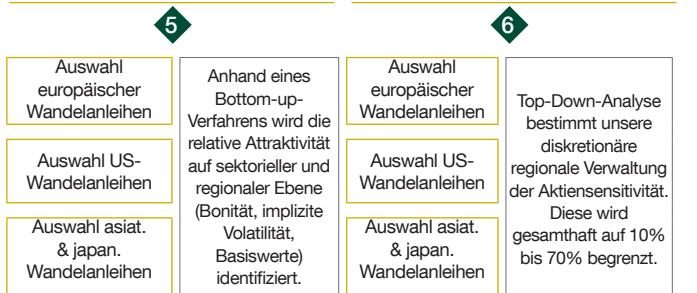 5
Auswahl
europäischer
Wandelanleihen
Auswahl US-
Wandelanleihen
Auswahl asiat.
& japan.
Wandelanleihen
Anhand eines
Bottom-up-
Verfahrens wird die
relative Attraktivität
auf sektorieller und
regionaler Ebene
(Bonität, implizite
Volatilität,
Basiswerte)
identifiziert.
6
Auswahl
europäischer
Wandelanleihen
Auswahl US-
Wandelanleihen
Auswahl asiat.
& japan.
Wandelanleihen
Top-Down-Analyse
bestimmt unsere
diskretionäre
regionale Verwaltung
der Aktiensensitivität.
Diese wird
gesamthaft auf 10%
bis 70% begrenzt.